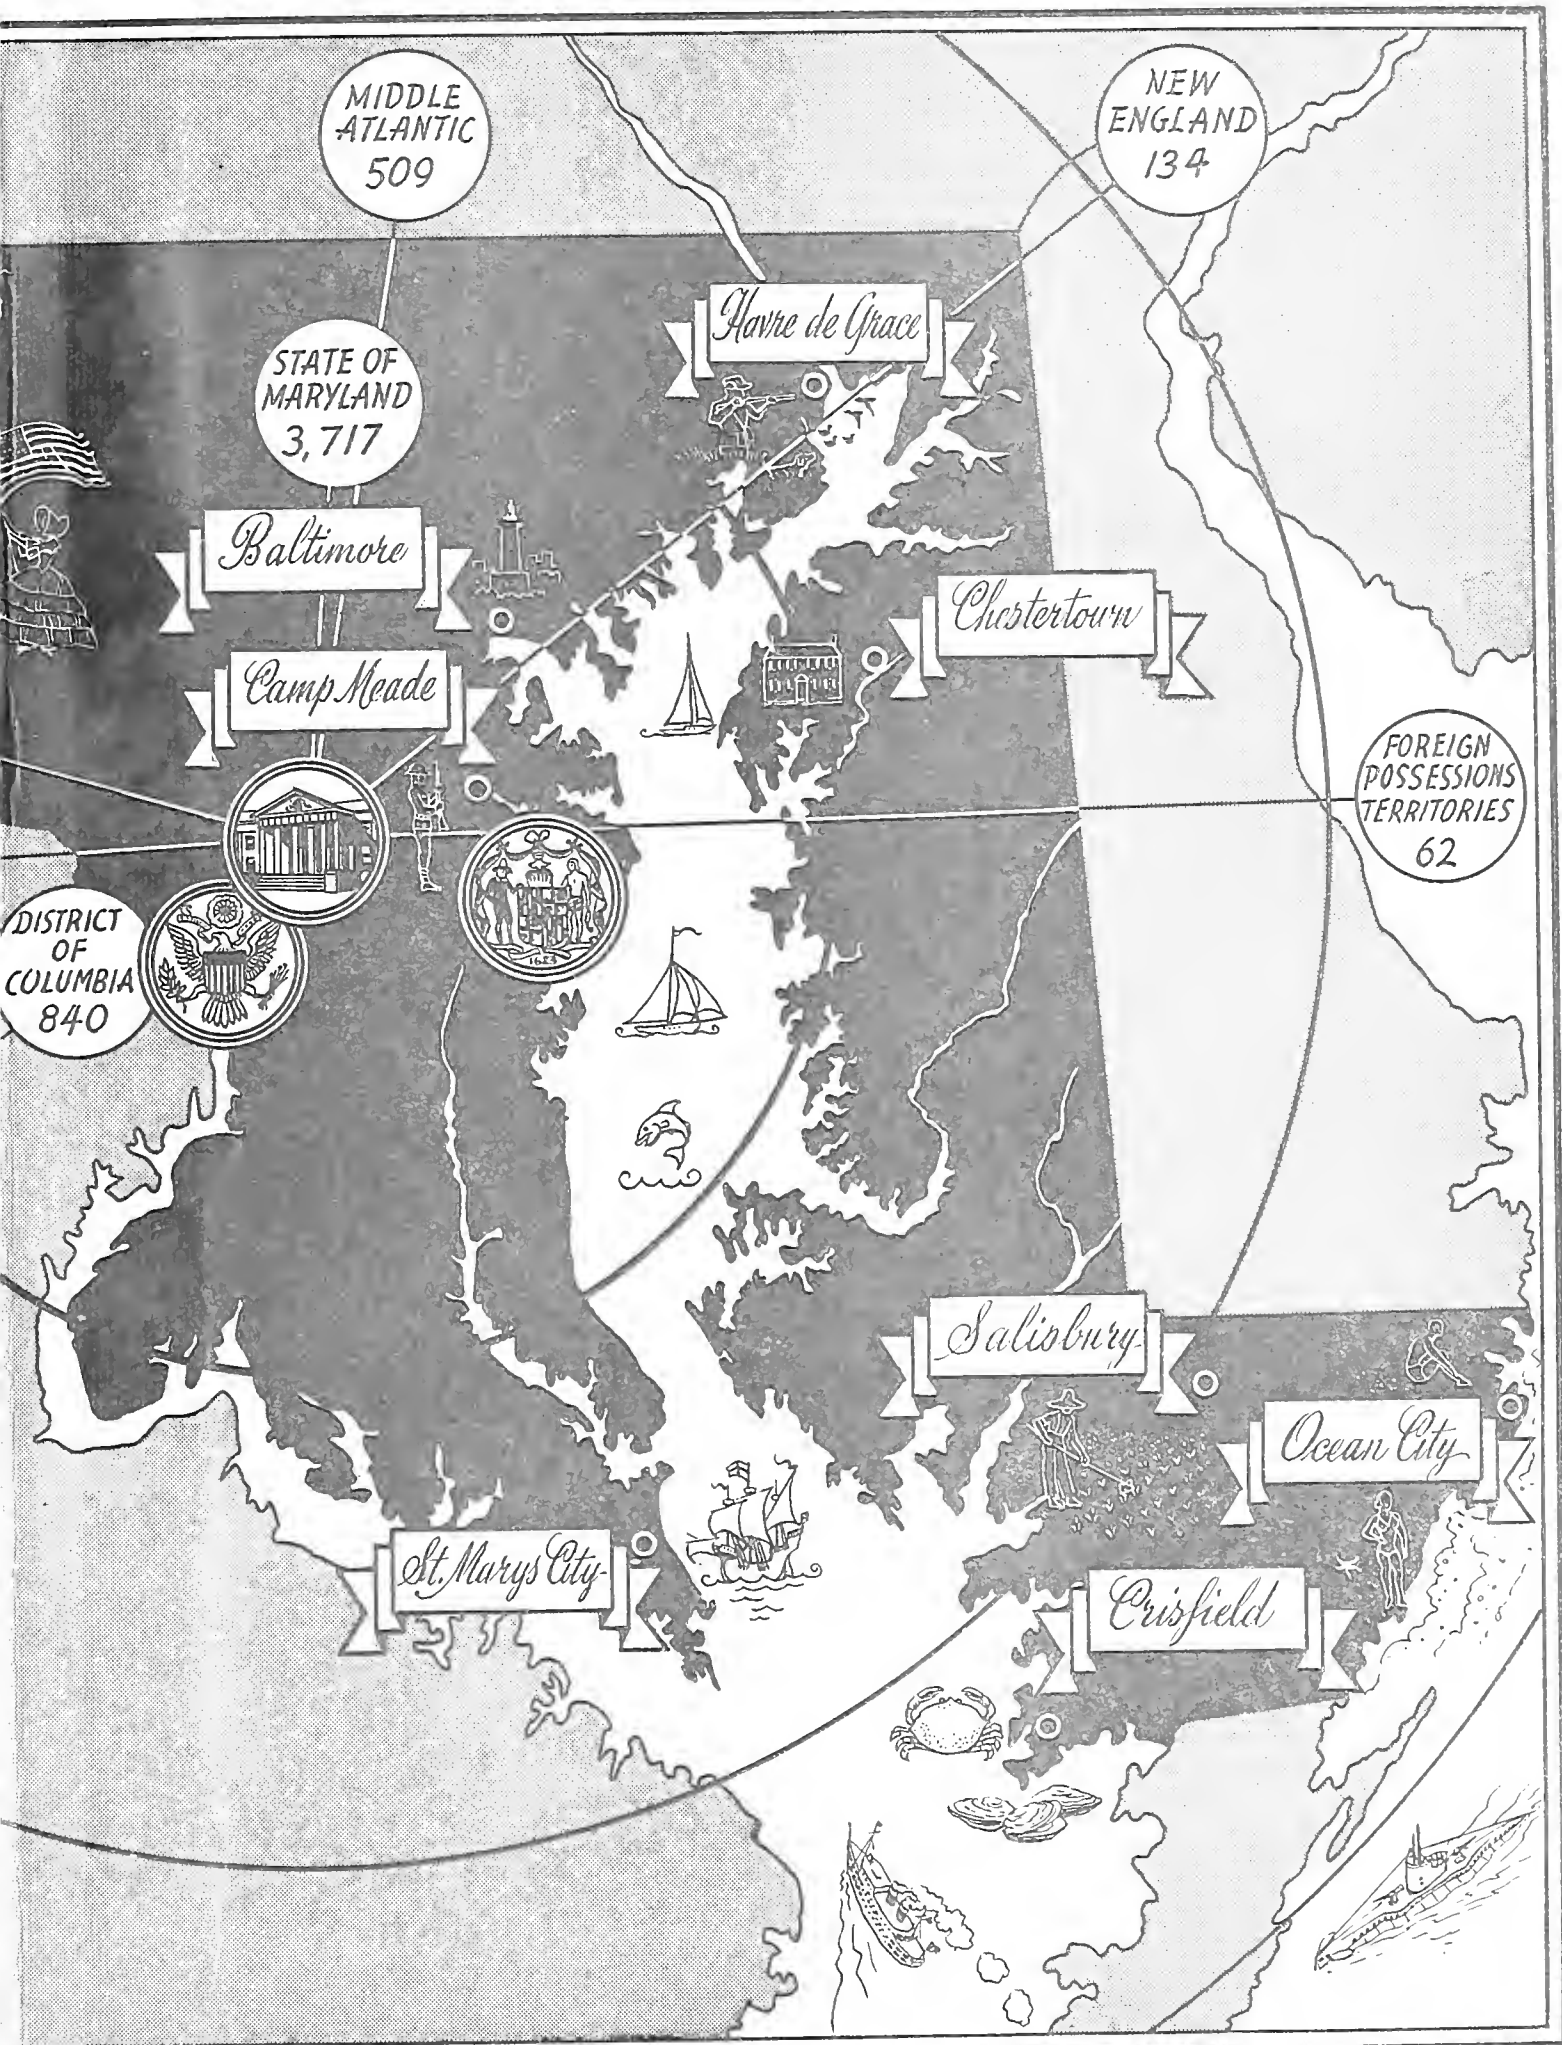 MIDDLE
ATLANTIC
509
NEW
ENGLAND
134
Havre de Grace
STATE OF
MARYLAND
3,717
Baltimore
Chestertown
Camp Meade
FOREIGN
POSSESSIONS
TERRITORIES
62
DISTRICT
OF
COLUMBIA
840
Salisbury
Ocean City
St. Marys City
Crisfield